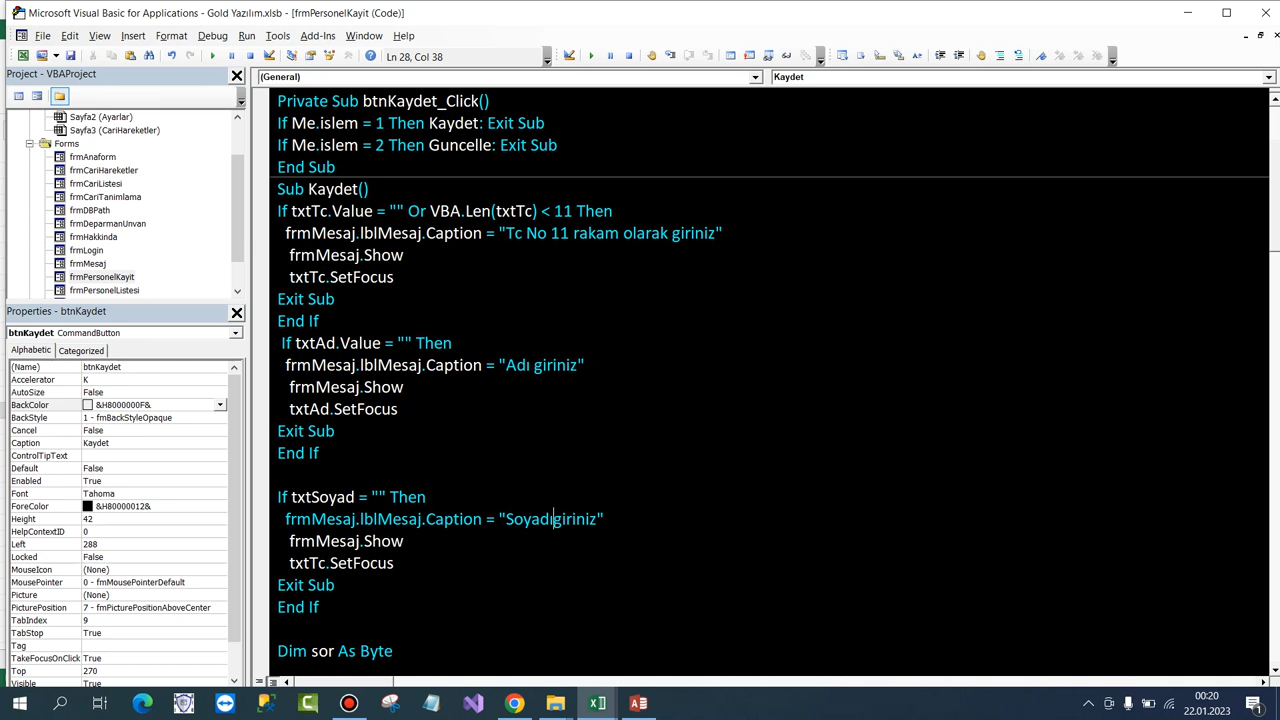 Microsoft Visual Basic for Applications - Gold Yazılım.xlsb - [frmPersonelKayit (Code)]
File Edit View Insert Format Debug Run Tools Add-Ins Window Help
Ln 28, Col 38
Project - VBAProject
(General)
Kaydet
Sayfa2 (Ayarlar)
Sayfa3 (CariHareketler)
Forms
frmAnaform
frmCariHareketler
frmCariListesi
frmCariTanimlama
frmDBPath
frmDeparmanUnvan
frmHakkinda
frmLogin
frmMesaj
frmPersonelKayit
frmPersonelListesi
Properties - btnKaydet
btnKaydet CommandButton
Alphabetic Categorized
(Name) btnKaydet
Accelerator K
AutoSize False
BackColor &H8000000F&
BackStyle 1 - fmBackStyleOpaque
Cancel False
Caption Kaydet
ControlTipText
Default False
Enabled True
Font Tahoma
ForeColor &H80000012&
Height 42
HelpContextID 0
Left 288
Locked False
MouseIcon (None)
MousePointer 0 - fmMousePointerDefault
Picture (None)
PicturePosition 7 - fmPicturePositionAboveCenter
TabIndex 9
TabStop True
Tag
TakeFocusOnClick True
Top 270
Visible True
Private Sub btnKaydet_Click()
If Me.islem = 1 Then Kaydet: Exit Sub
If Me.islem = 2 Then Guncelle: Exit Sub
End Sub
Sub Kaydet()
If txtTc.Value = "" Or VBA.Len(txtTc) < 11 Then
frmMesaj.lblMesaj.Caption = "Tc No 11 rakam olarak giriniz"
frmMesaj.Show
txtTc.SetFocus
Exit Sub
End If
If txtAd.Value = "" Then
frmMesaj.lblMesaj.Caption = "Adı giriniz"
frmMesaj.Show
txtAd.SetFocus
Exit Sub
End If
If txtSoyad = "" Then
frmMesaj.lblMesaj.Caption = "Soyadıgiriniz"
frmMesaj.Show
txtTc.SetFocus
Exit Sub
End If
Dim sor As Byte
00:20
22.01.2023